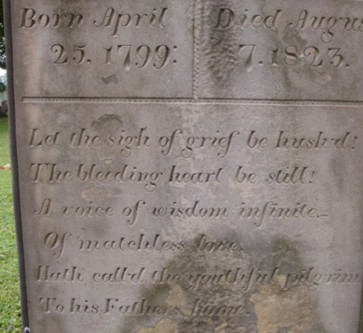 Born April Died Augus
25. 1799: 7. 1823.
Let the sigh of grief be hush'd!
The bleeding heart be still!
A voice of wisdom infinite
Of matchless love
Hath call'd the youthful pilgrim
To his Fathers home.